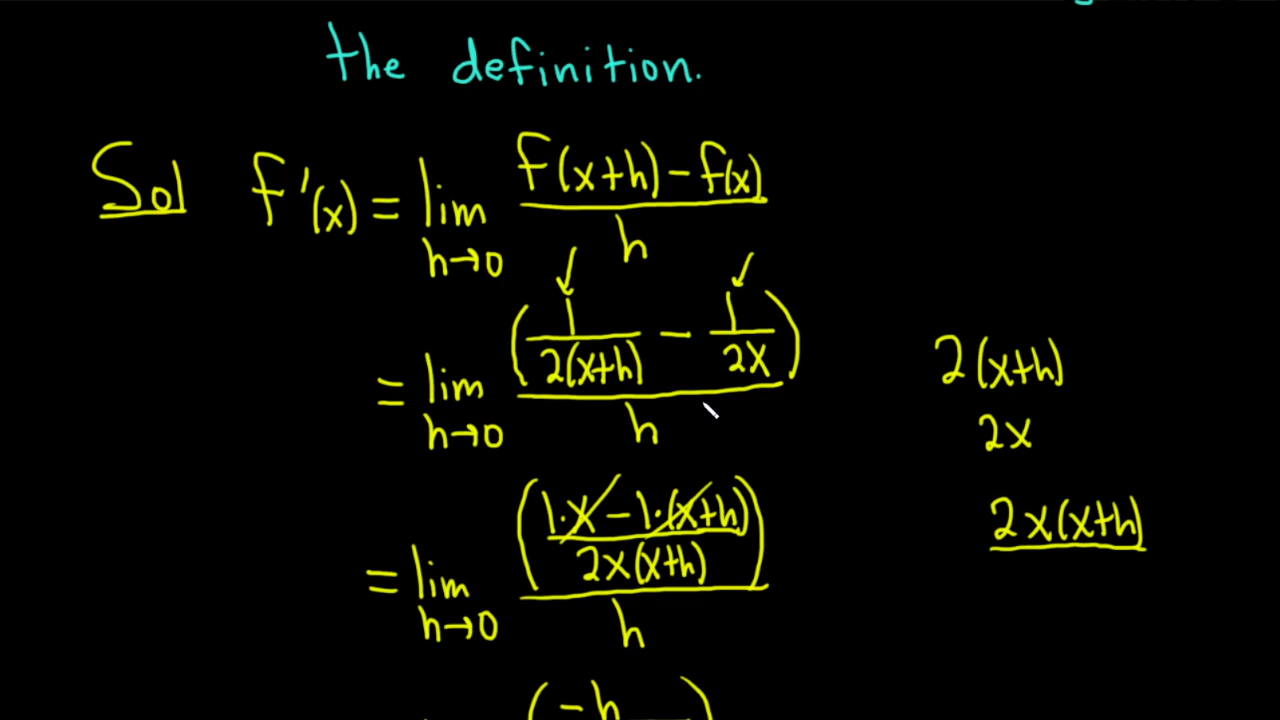 the definition.
Sol f'(x) = lim h→0 (f(x+h) - f(x)) / h
= lim h→0 (1/(2(x+h)) - 1/(2x)) / h
2(x+h)
2x
= lim h→0 ((1·x - 1·(x+h)) / (2x(x+h))) / h
2x(x+h)
(-h )